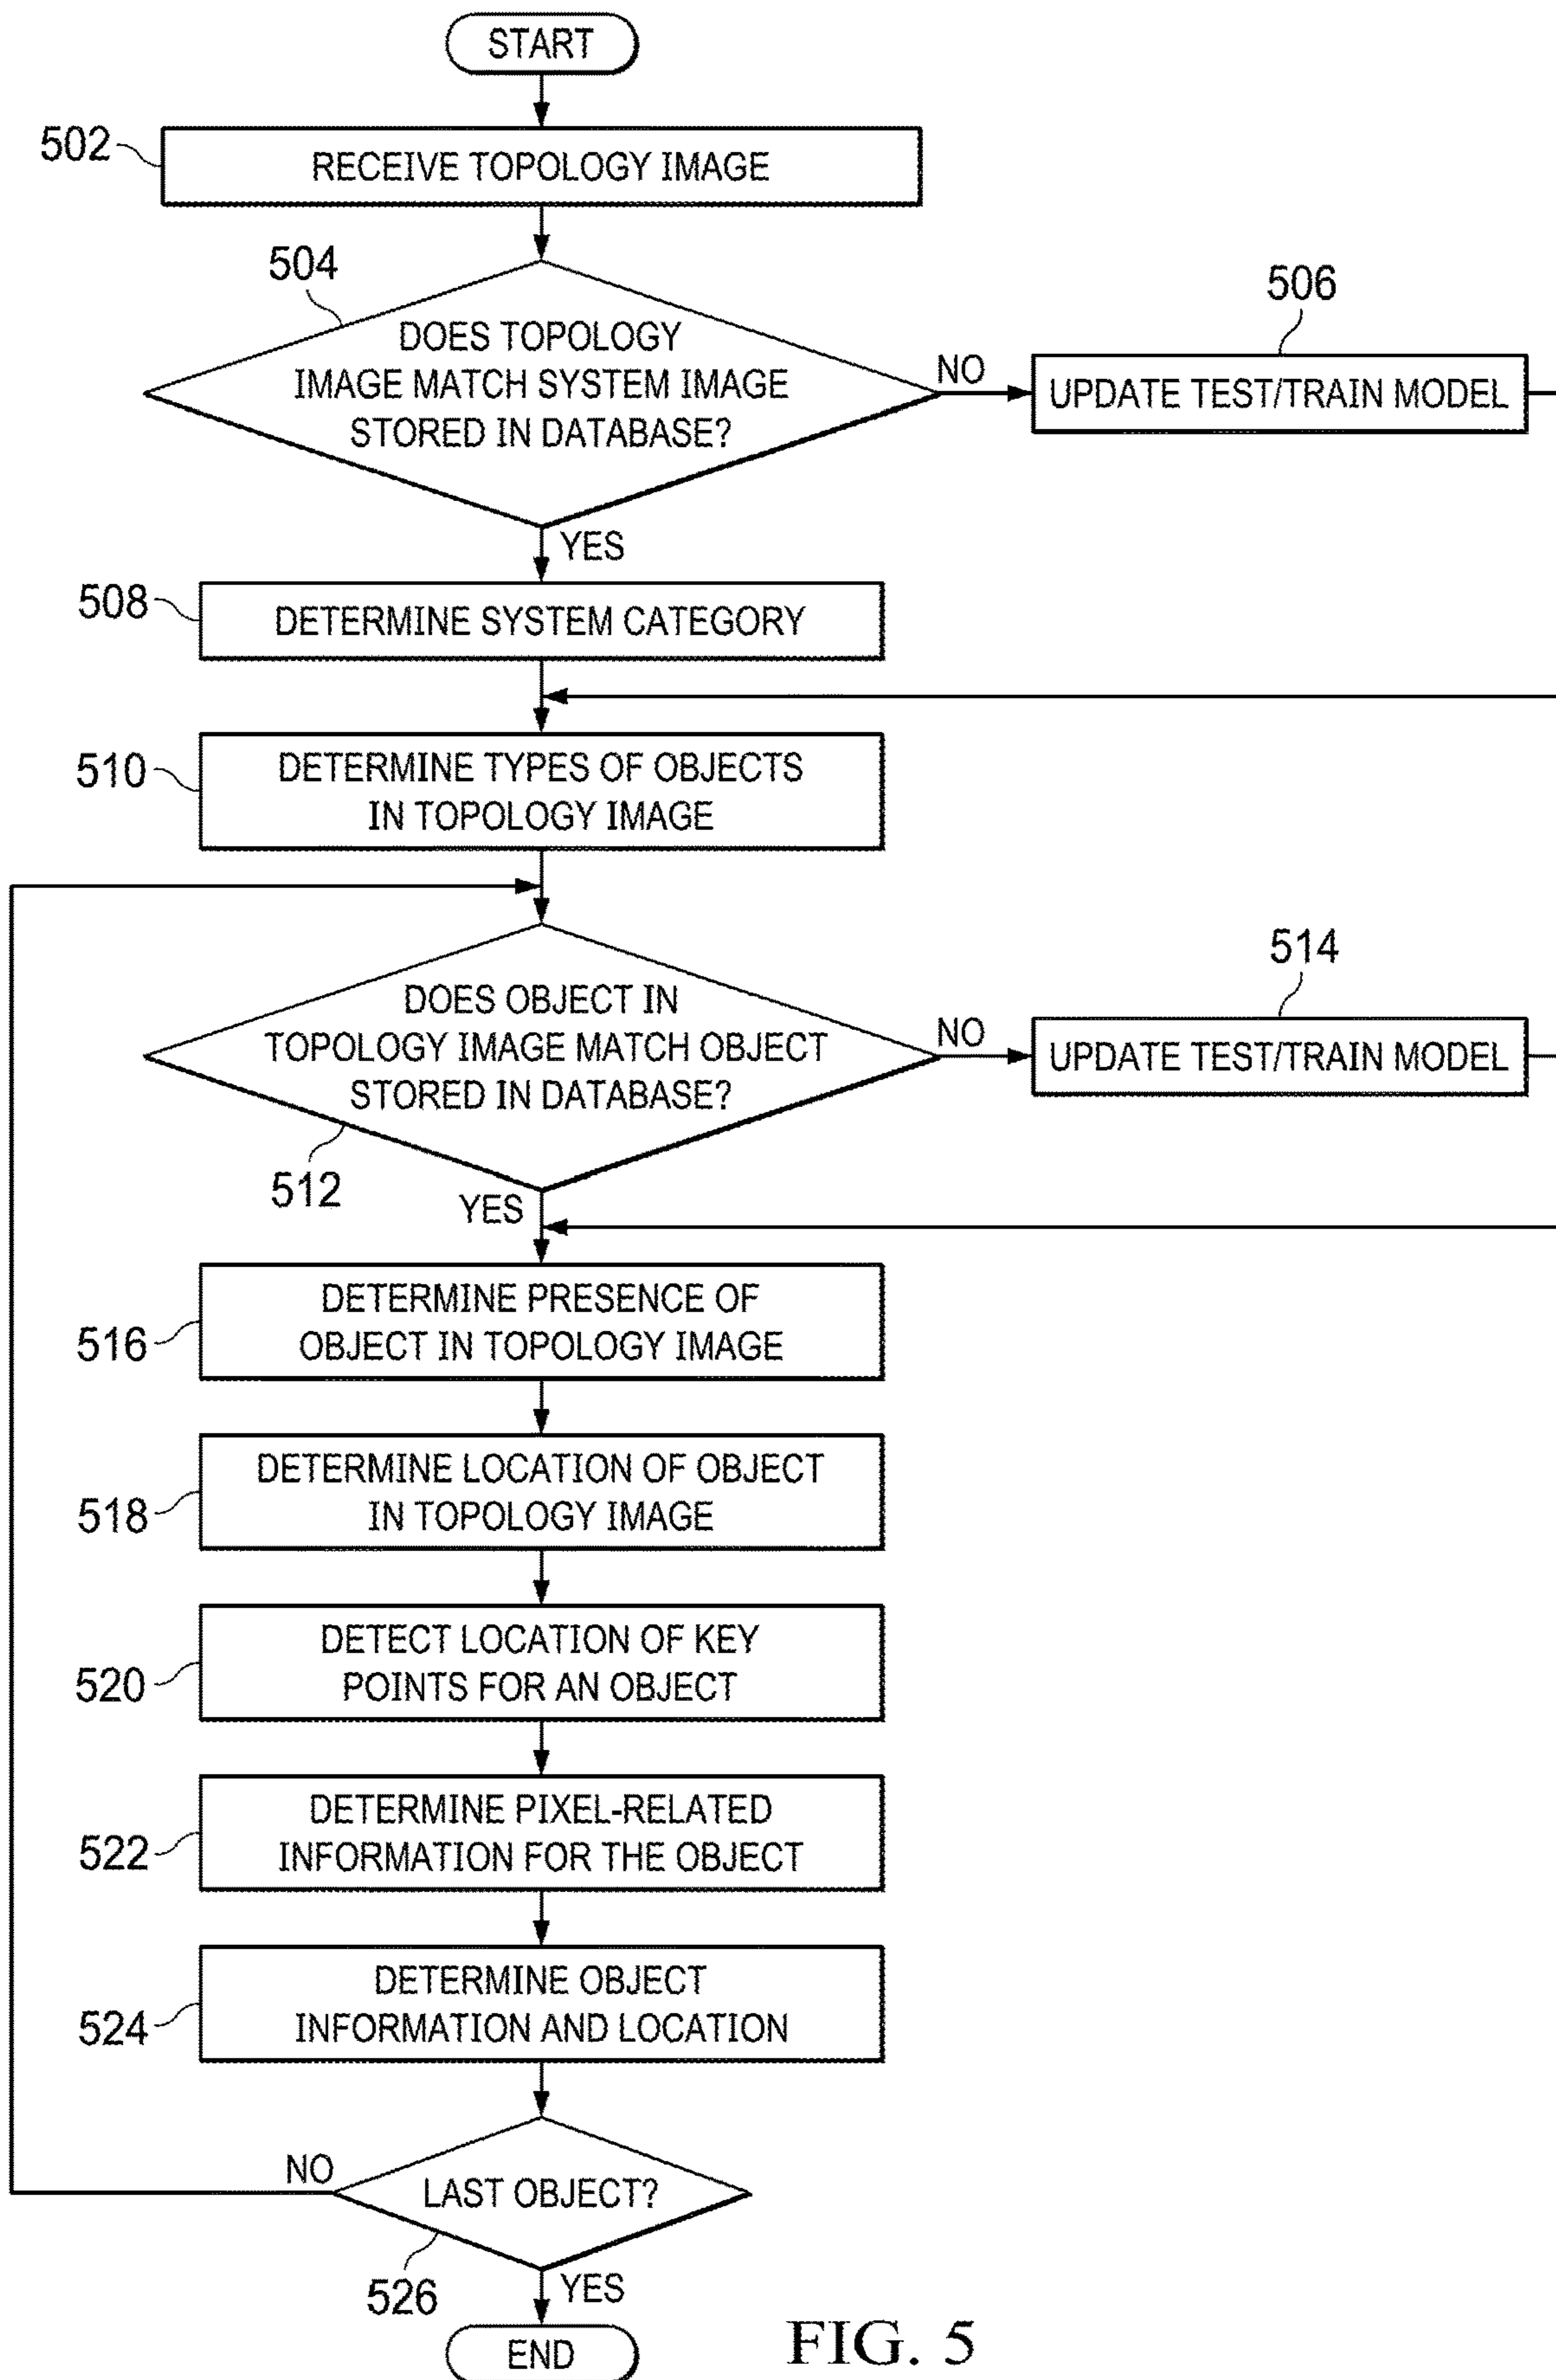 START
502
RECEIVE TOPOLOGY IMAGE
504
DOES TOPOLOGY
IMAGE MATCH SYSTEM IMAGE
STORED IN DATABASE?
NO
506
UPDATE TEST/TRAIN MODEL
YES
508
DETERMINE SYSTEM CATEGORY
510
DETERMINE TYPES OF OBJECTS
IN TOPOLOGY IMAGE
DOES OBJECT IN
TOPOLOGY IMAGE MATCH OBJECT
STORED IN DATABASE?
512
NO
514
UPDATE TEST/TRAIN MODEL
YES
516
DETERMINE PRESENCE OF
OBJECT IN TOPOLOGY IMAGE
518
DETERMINE LOCATION OF OBJECT
IN TOPOLOGY IMAGE
520
DETECT LOCATION OF KEY
POINTS FOR AN OBJECT
522
DETERMINE PIXEL-RELATED
INFORMATION FOR THE OBJECT
524
DETERMINE OBJECT
INFORMATION AND LOCATION
NO
LAST OBJECT?
526
YES
END
FIG. 5